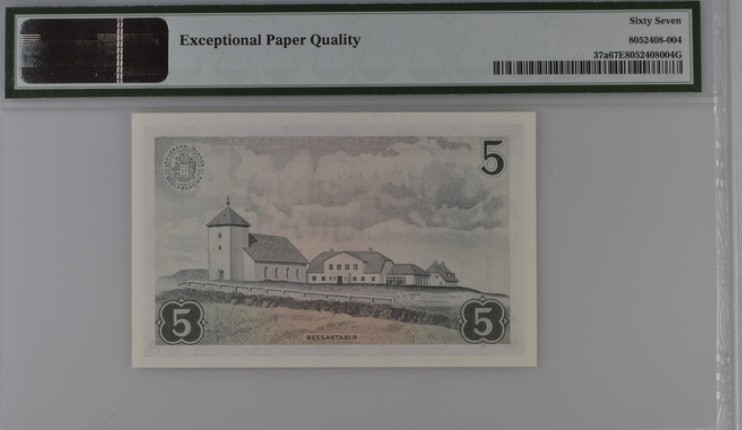 Exceptional Paper Quality
Sixty Seven
8052408-004
37a67E8052408004G
5
5
5
BESSASTAÐIR